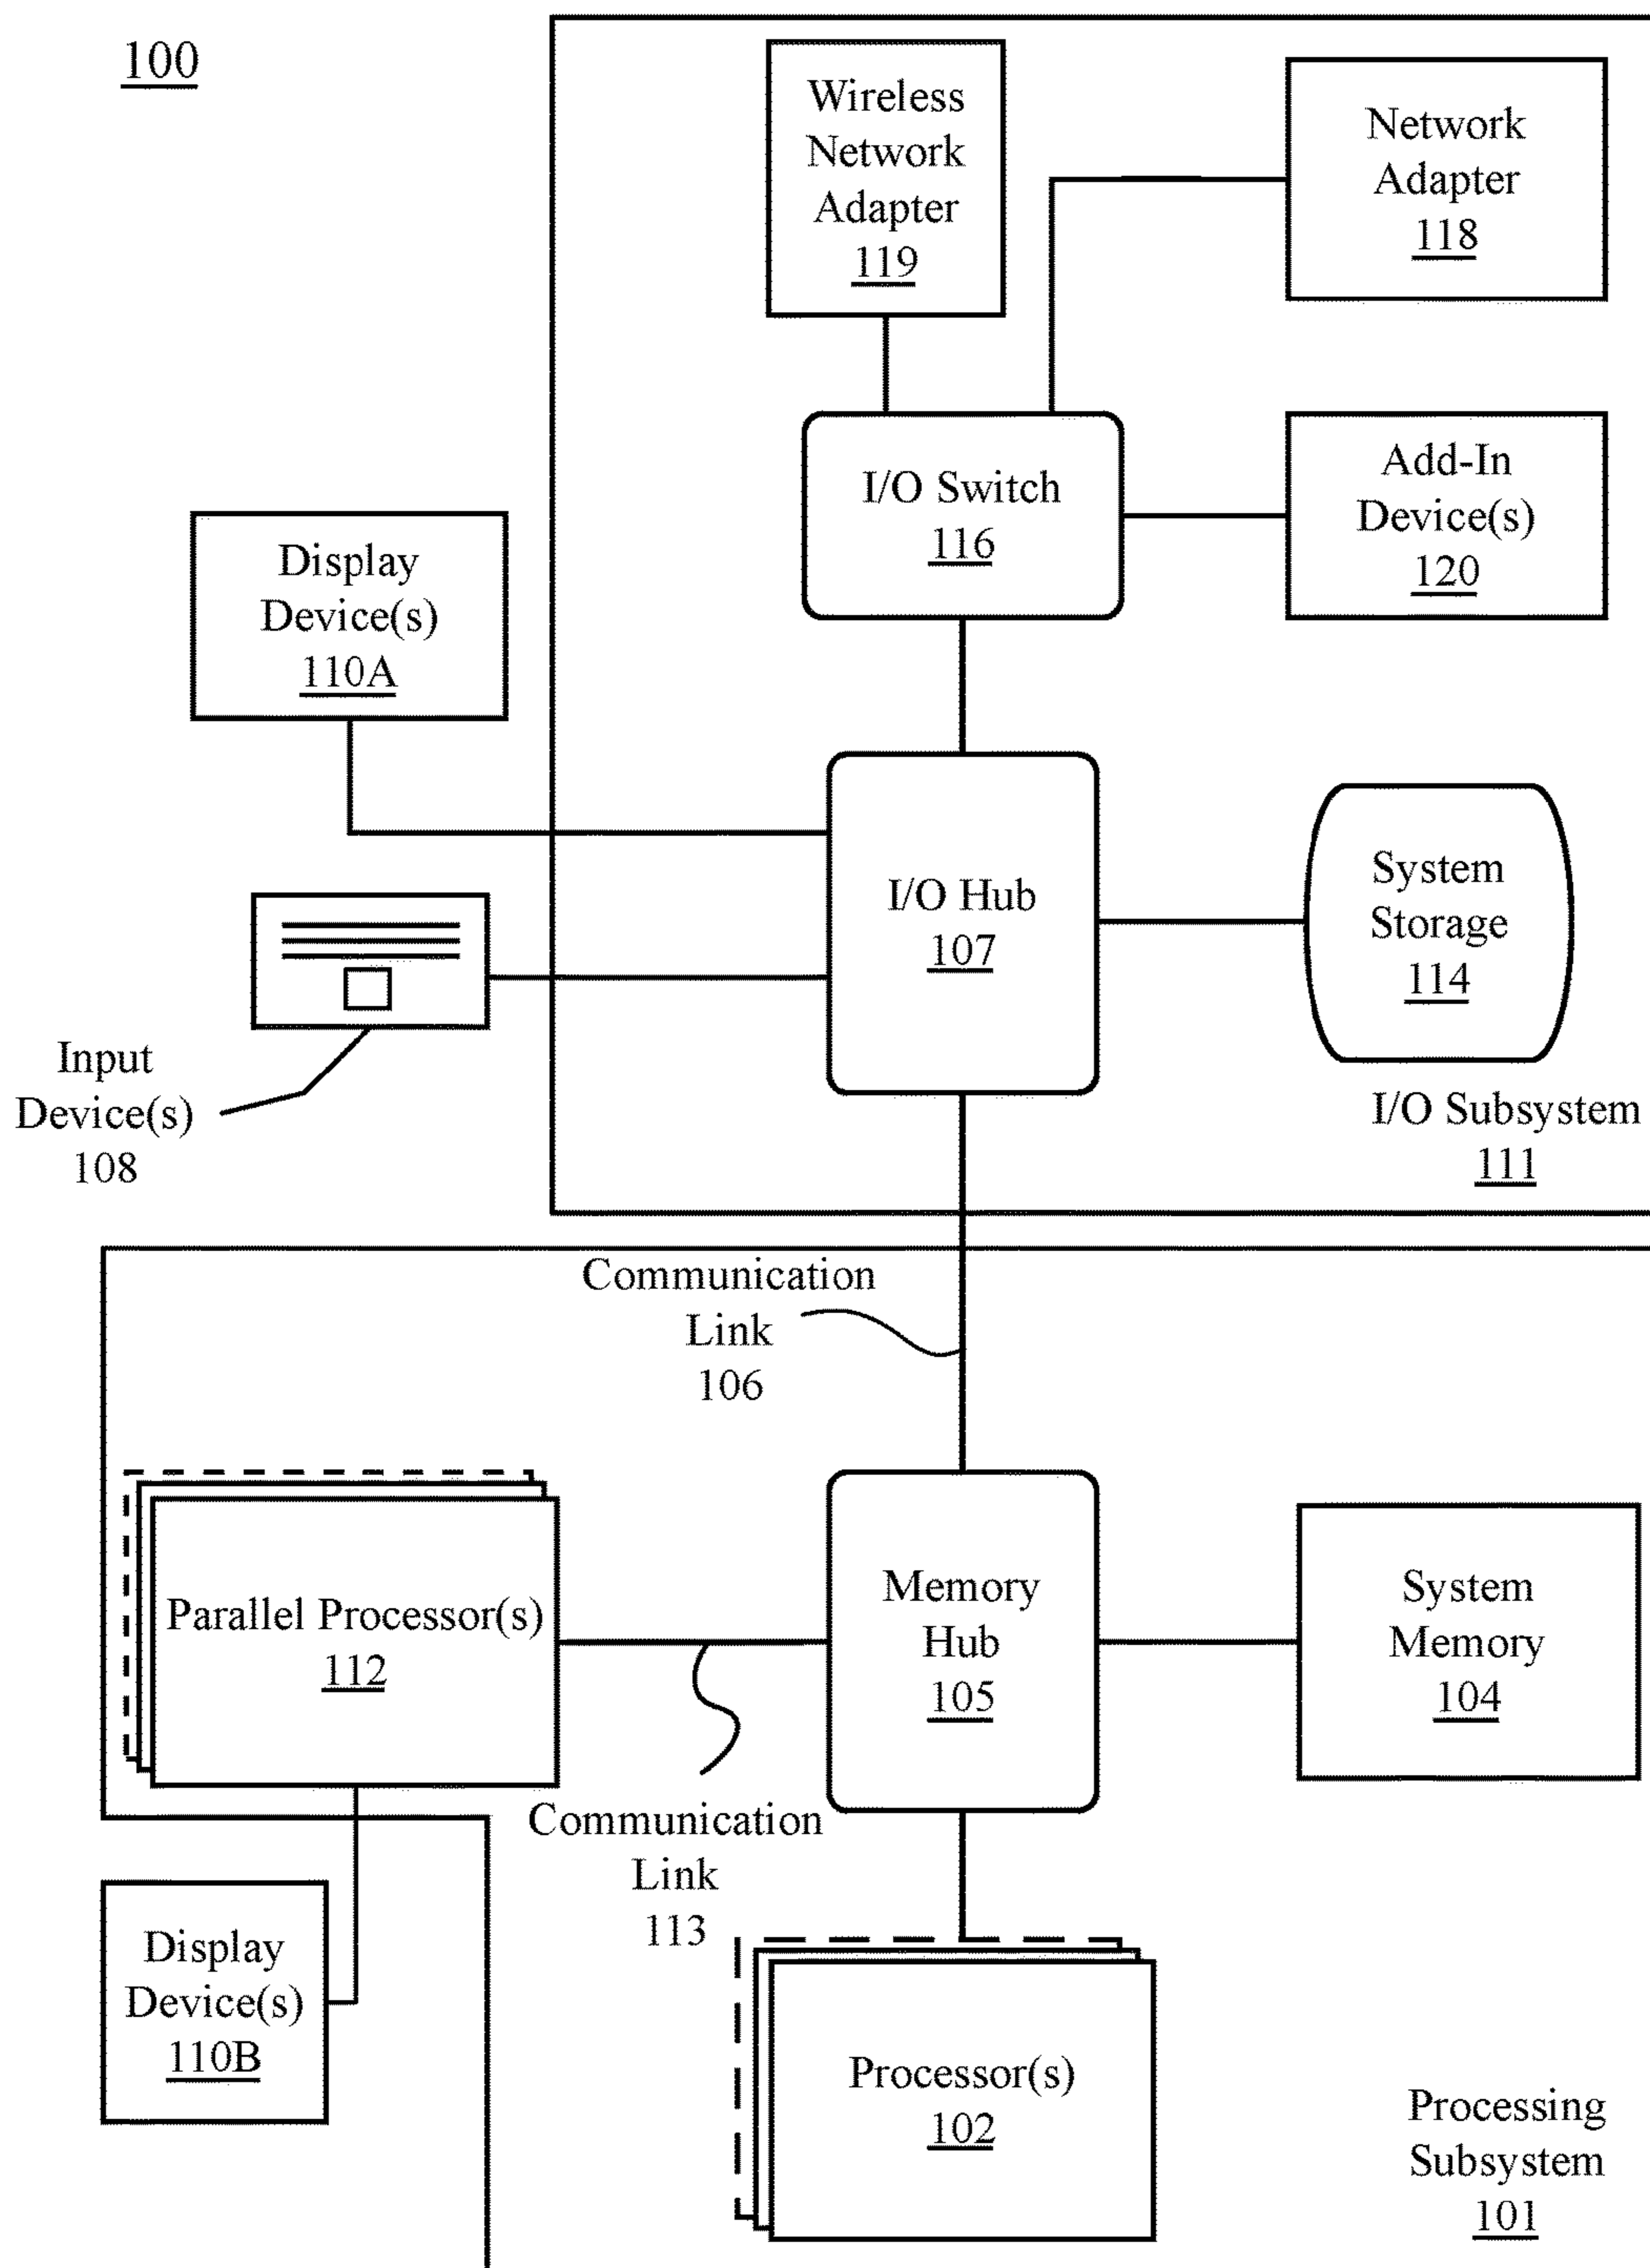 100
Wireless
Network
Adapter
119
Network
Adapter
118
I/O Switch
116
Add-In
Device(s)
120
Display
Device(s)
110A
I/O Hub
107
System
Storage
114
Input
Device(s)
108
I/O Subsystem
111
Communication
Link
106
Parallel Processor(s)
112
Memory
Hub
105
System
Memory
104
Communication
Link
113
Display
Device(s)
110B
Processor(s)
102
Processing
Subsystem
101